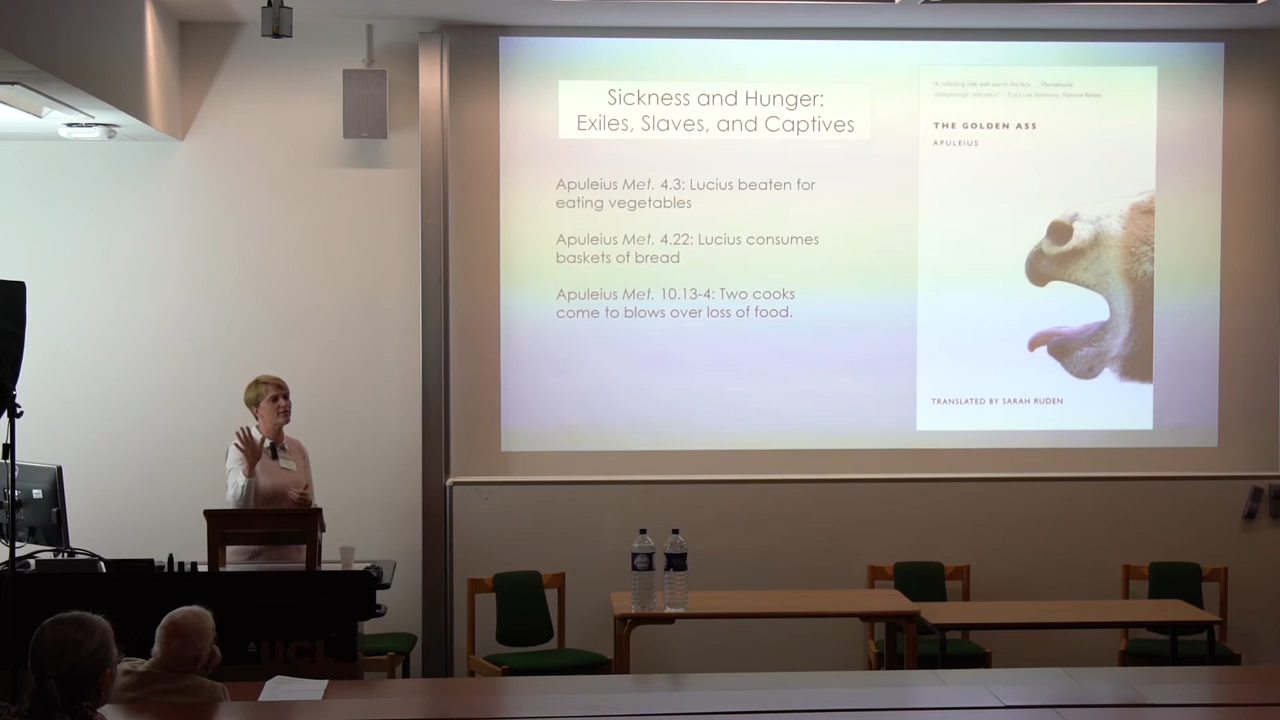 Sickness and Hunger:
Exiles, Slaves, and Captives
Apuleius Met. 4.3: Lucius beaten for
eating vegetables
Apuleius Met. 4.22: Lucius consumes
baskets of bread
Apuleius Met. 10.13-4: Two cooks
come to blows over loss of food.
THE GOLDEN ASS
APULEIUS
TRANSLATED BY SARAH RUDEN
UCL